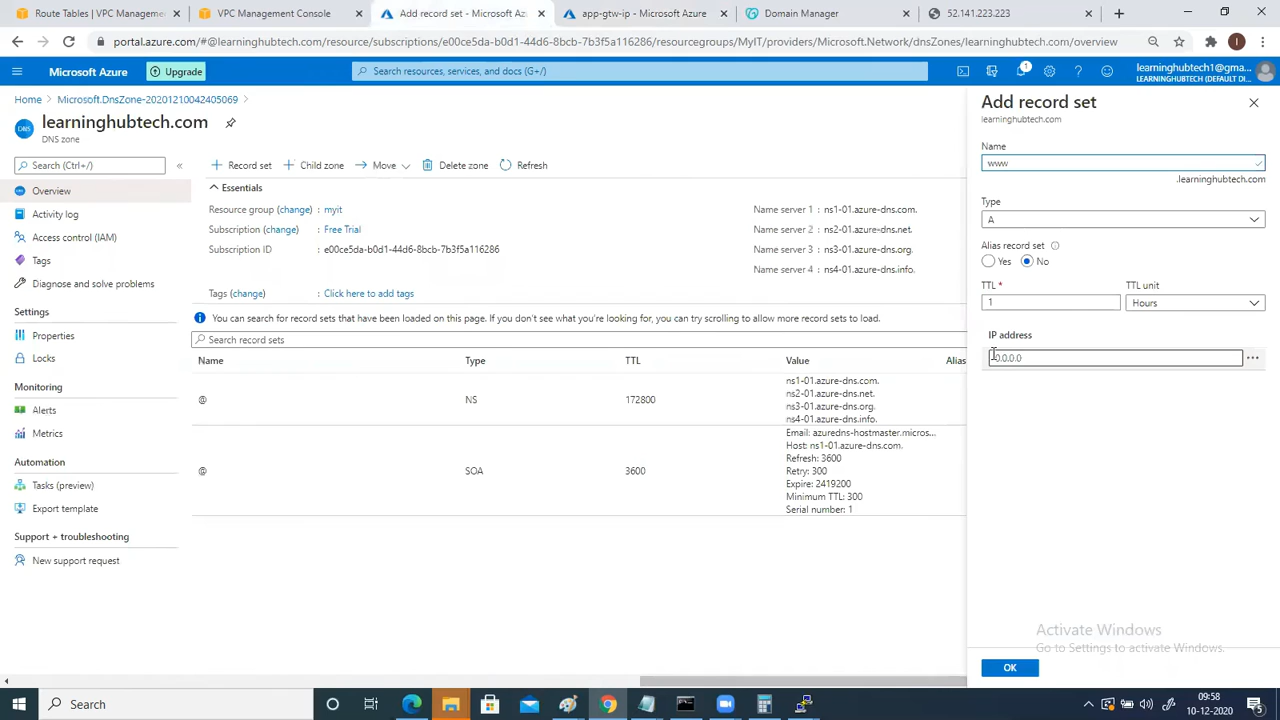 Route Tables | VPC Management
VPC Management Console
Add record set - Microsoft Az
app-gtw-ip - Microsoft Azure
Domain Manager
52.141.223.223
portal.azure.com/#@learninghubtech.com/resource/subscriptions/e00ce5da-b0d1-44d6-8bcb-7b3f5a116286/resourcegroups/MyIT/providers/Microsoft.Network/dnsZones/learninghubtech.com/overview
I
Microsoft Azure
Upgrade
Search resources, services, and docs (G+/)
1
learninghubtech1@gma...
LEARNINGHUBTECH (DEFAULT DI...
Home > Microsoft.DnsZone-20201210042405069 >
DNS
learninghubtech.com
DNS zone
Search (Ctrl+/)
«
Overview
Activity log
Access control (IAM)
Tags
Diagnose and solve problems
Settings
Properties
Locks
Monitoring
Alerts
Metrics
Automation
Tasks (preview)
Export template
Support + troubleshooting
New support request
Record set
Child zone
Move
Delete zone
Refresh
Essentials
Resource group (change) : myit
Subscription (change) : Free Trial
Subscription ID : e00ce5da-b0d1-44d6-8bcb-7b3f5a116286
Name server 1 : ns1-01.azure-dns.com.
Name server 2 : ns2-01.azure-dns.net.
Name server 3 : ns3-01.azure-dns.org.
Name server 4 : ns4-01.azure-dns.info.
Tags (change) : Click here to add tags
You can search for record sets that have been loaded on this page. If you don't see what you're looking for, you can try scrolling to allow more record sets to load.
Search record sets
Name Type TTL Value Alias
@ NS 172800
ns1-01.azure-dns.com.
ns2-01.azure-dns.net.
ns3-01.azure-dns.org.
ns4-01.azure-dns.info.
@ SOA 3600
Email: azuredns-hostmaster.micros...
Host: ns1-01.azure-dns.com.
Refresh: 3600
Retry: 300
Expire: 2419200
Minimum TTL: 300
Serial number: 1
Add record set
learninghubtech.com
Name
www
.learninghubtech.com
Type
A
Alias record set
Yes No
TTL * TTL unit
1 Hours
IP address
0.0.0.0
Activate Windows
Go to Settings to activate Windows.
OK
Search
09:58
10-12-2020